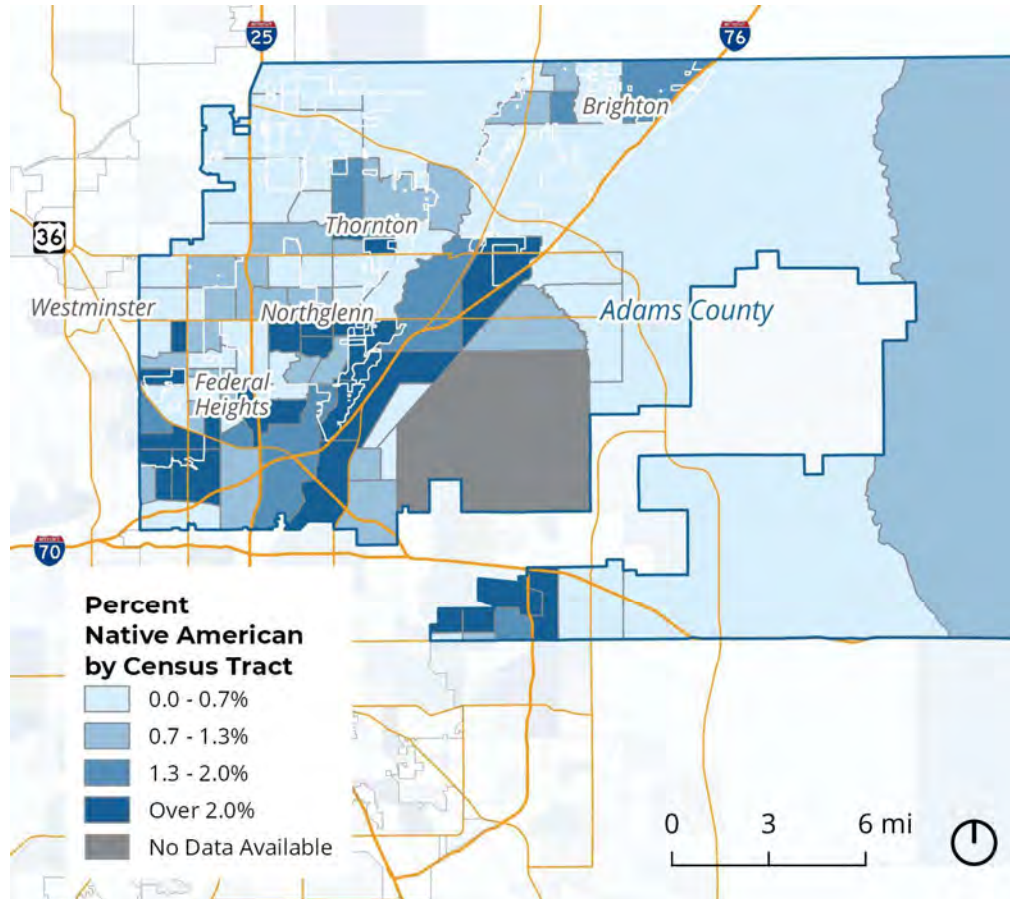 25
76
Brighton
Thornton
36
Westminster
Northglenn
Adams County
Federal
Heights
70
Percent
Native American
by Census Tract
0.0 - 0.7%
0.7 - 1.3%
1.3 - 2.0%
Over 2.0%
No Data Available
0 3 6 mi